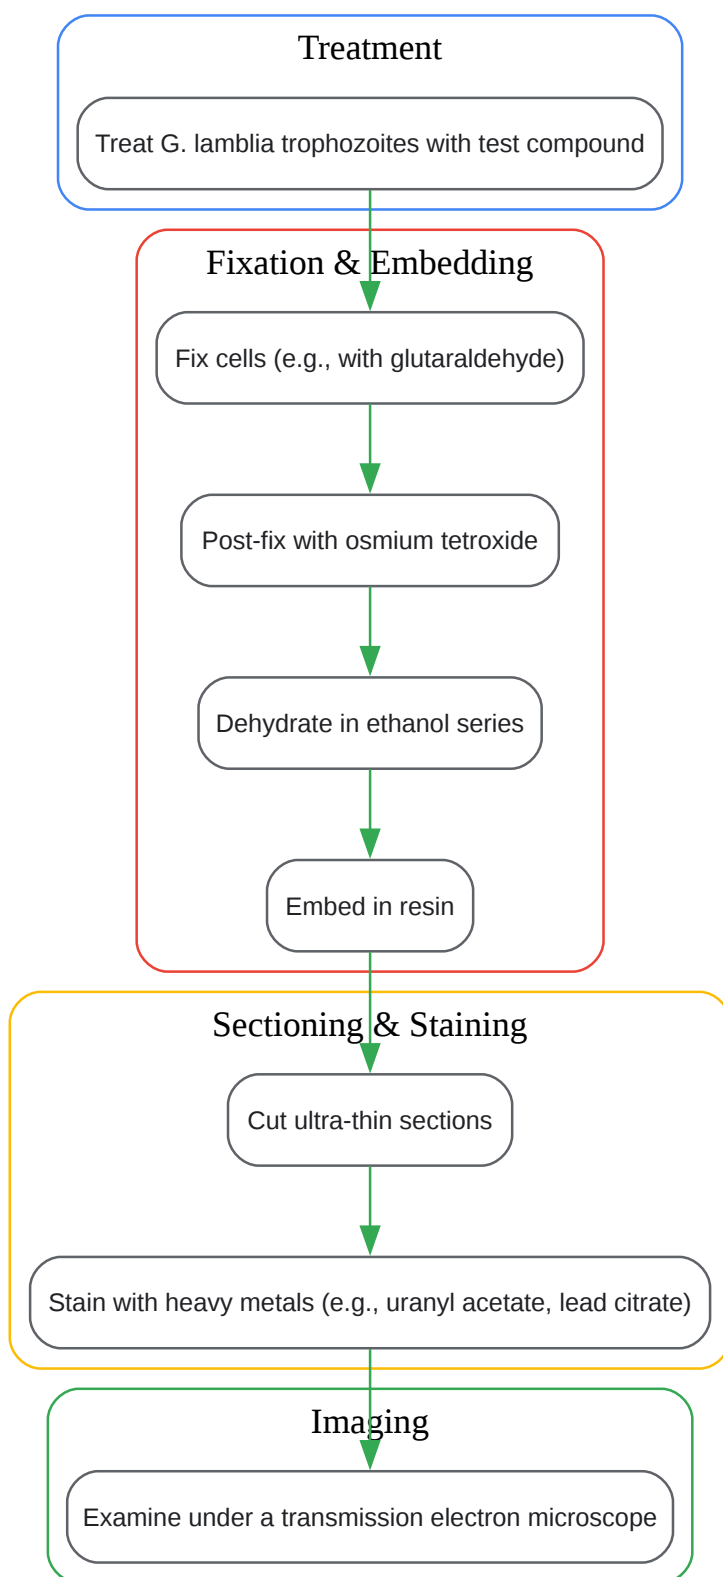 Treatment
Treat G. lamblia trophozoites with test compound
Fixation & Embedding
Fix cells (e.g., with glutaraldehyde)
Post-fix with osmium tetroxide
Dehydrate in ethanol series
Embed in resin
Sectioning & Staining
Cut ultra-thin sections
Stain with heavy metals (e.g., uranyl acetate, lead citrate)
Imaging
Examine under a transmission electron microscope